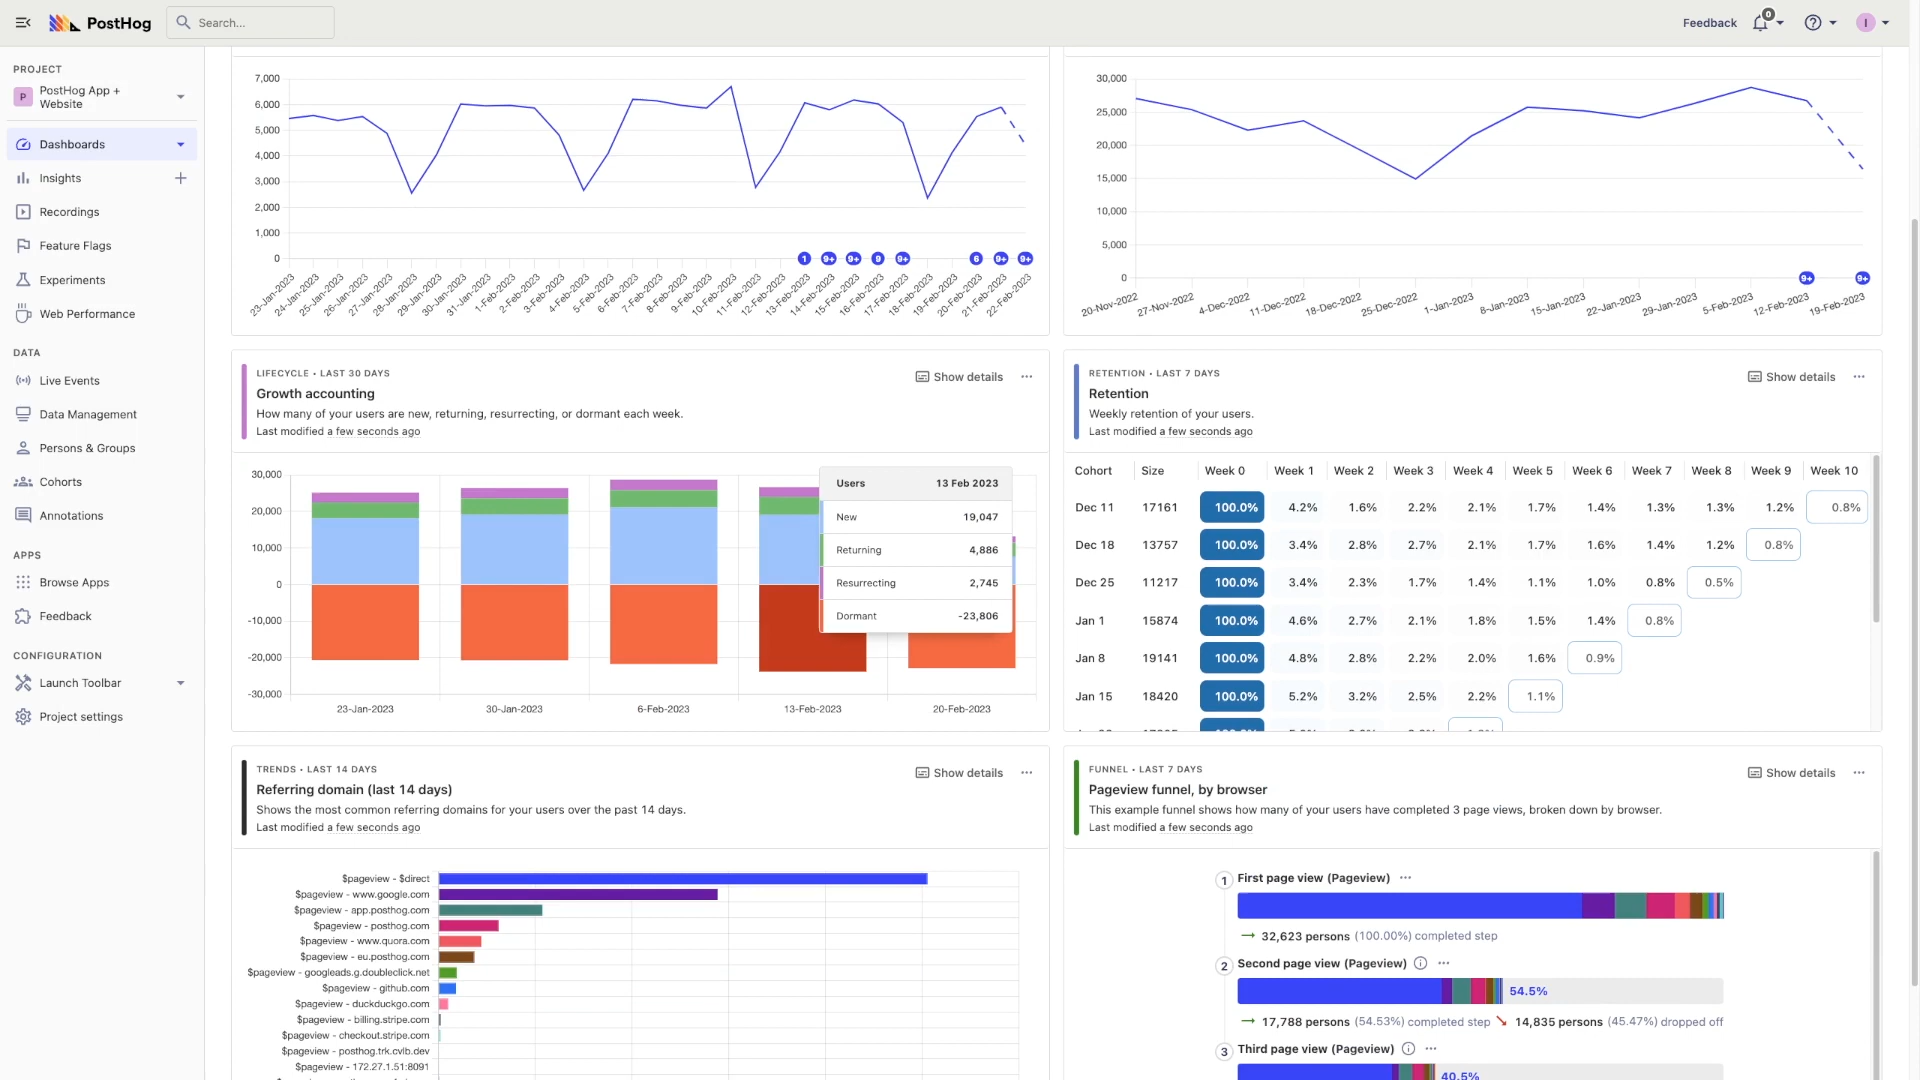 PostHog
Search...
Feedback
0
I
PROJECT
P
PostHog App +
Website
Dashboards
Insights
Recordings
Feature Flags
Experiments
Web Performance
DATA
Live Events
Data Management
Persons & Groups
Cohorts
Annotations
APPS
Browse Apps
Feedback
CONFIGURATION
Launch Toolbar
Project settings
7,000
6,000
5,000
4,000
3,000
2,000
1,000
0
1 9+ 9+ 9 9+ 6 9+ 9+
23-Jan-2023 24-Jan-2023 25-Jan-2023 26-Jan-2023 27-Jan-2023 28-Jan-2023 29-Jan-2023 30-Jan-2023 31-Jan-2023 1-Feb-2023 2-Feb-2023 3-Feb-2023 4-Feb-2023 5-Feb-2023 6-Feb-2023 7-Feb-2023 8-Feb-2023 9-Feb-2023 10-Feb-2023 11-Feb-2023 12-Feb-2023 13-Feb-2023 14-Feb-2023 15-Feb-2023 16-Feb-2023 17-Feb-2023 18-Feb-2023 19-Feb-2023 20-Feb-2023 21-Feb-2023 22-Feb-2023
30,000
25,000
20,000
15,000
10,000
5,000
0
9+ 9+
20-Nov-2022 27-Nov-2022 4-Dec-2022 11-Dec-2022 18-Dec-2022 25-Dec-2022 1-Jan-2023 8-Jan-2023 15-Jan-2023 22-Jan-2023 29-Jan-2023 5-Feb-2023 12-Feb-2023 19-Feb-2023
LIFECYCLE • LAST 30 DAYS
Show details
Growth accounting
How many of your users are new, returning, resurrecting, or dormant each week.
Last modified a few seconds ago
30,000
20,000
10,000
0
-10,000
-20,000
-30,000
Users 13 Feb 2023
New 19,047
Returning 4,886
Resurrecting 2,745
Dormant -23,806
23-Jan-2023 30-Jan-2023 6-Feb-2023 13-Feb-2023 20-Feb-2023
RETENTION • LAST 7 DAYS
Show details
Retention
Weekly retention of your users.
Last modified a few seconds ago
Cohort Size Week 0 Week 1 Week 2 Week 3 Week 4 Week 5 Week 6 Week 7 Week 8 Week 9 Week 10
Dec 11 17161 100.0% 4.2% 1.6% 2.2% 2.1% 1.7% 1.4% 1.3% 1.3% 1.2% 0.8%
Dec 18 13757 100.0% 3.4% 2.8% 2.7% 2.1% 1.7% 1.6% 1.4% 1.2% 0.8%
Dec 25 11217 100.0% 3.4% 2.3% 1.7% 1.4% 1.1% 1.0% 0.8% 0.5%
Jan 1 15874 100.0% 4.6% 2.7% 2.1% 1.8% 1.5% 1.4% 0.8%
Jan 8 19141 100.0% 4.8% 2.8% 2.2% 2.0% 1.6% 0.9%
Jan 15 18420 100.0% 5.2% 3.2% 2.5% 2.2% 1.1%
TRENDS • LAST 14 DAYS
Show details
Referring domain (last 14 days)
Shows the most common referring domains for your users over the past 14 days.
Last modified a few seconds ago
$pageview - $direct
$pageview - www.google.com
$pageview - app.posthog.com
$pageview - posthog.com
$pageview - www.quora.com
$pageview - eu.posthog.com
$pageview - googleads.g.doubleclick.net
$pageview - github.com
$pageview - duckduckgo.com
$pageview - billing.stripe.com
$pageview - checkout.stripe.com
$pageview - posthog.trk.cvlb.dev
$pageview - 172.27.1.51:8091
FUNNEL • LAST 7 DAYS
Show details
Pageview funnel, by browser
This example funnel shows how many of your users have completed 3 page views, broken down by browser.
Last modified a few seconds ago
1 First page view (Pageview)
32,623 persons (100.00%) completed step
2 Second page view (Pageview)
54.5%
17,788 persons (54.53%) completed step 14,835 persons (45.47%) dropped off
3 Third page view (Pageview)
40.5%